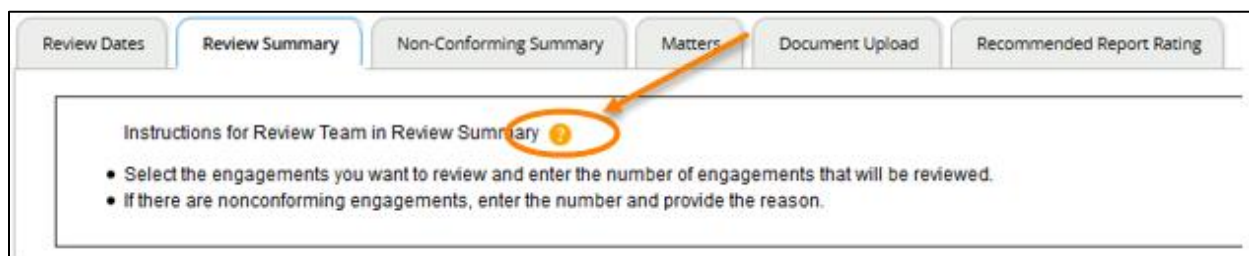 Review Dates Review Summary Non-Conforming Summary Matters Document Upload Recommended Report Rating
Instructions for Review Team in Review Summary ?
• Select the engagements you want to review and enter the number of engagements that will be reviewed.
• If there are nonconforming engagements, enter the number and provide the reason.